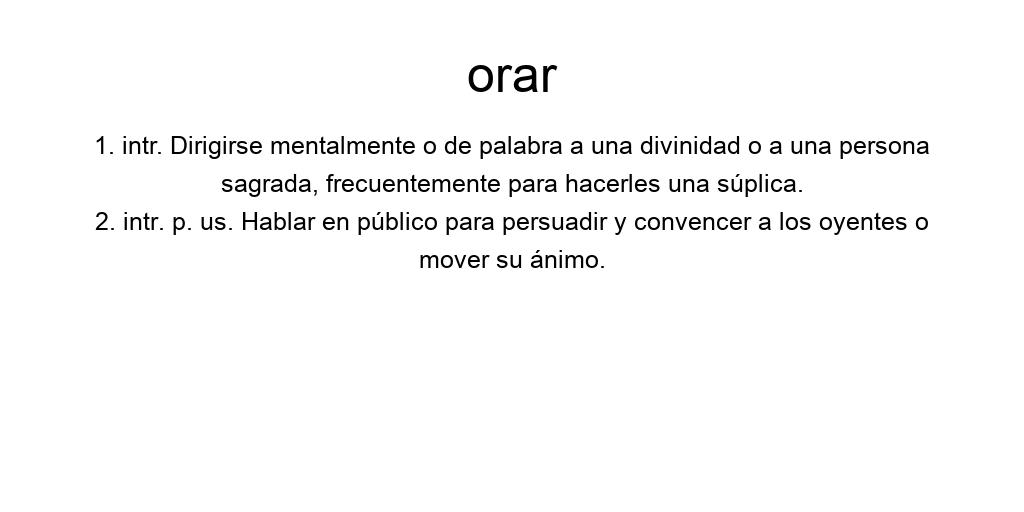 orar
1. intr. Dirigirse mentalmente o de palabra a una divinidad o a una persona
sagrada, frecuentemente para hacerles una súplica.
2. intr. p. us. Hablar en público para persuadir y convencer a los oyentes o
mover su ánimo.